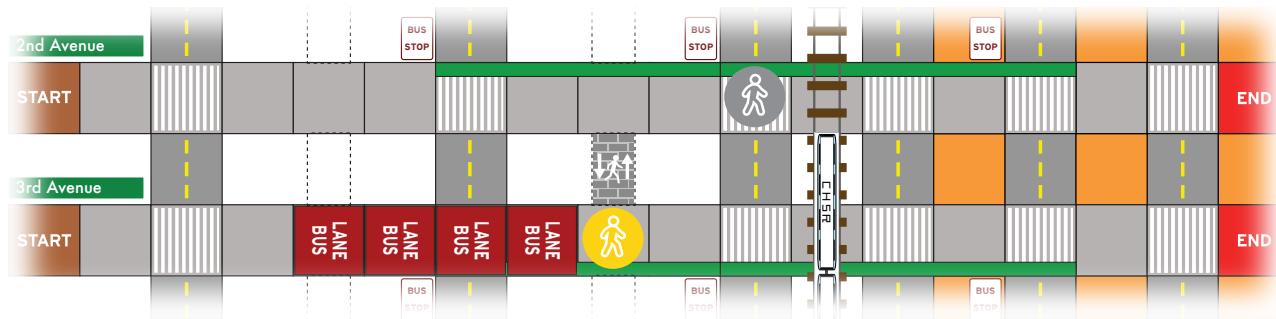 BUS
STOP
BUS
STOP
BUS
STOP
2nd Avenue
START
END
3rd Avenue
START
LANE
BUS
LANE
BUS
LANE
BUS
LANE
BUS
CHSR
END
BUS
STOP
BUS
STOP
BUS
STOP